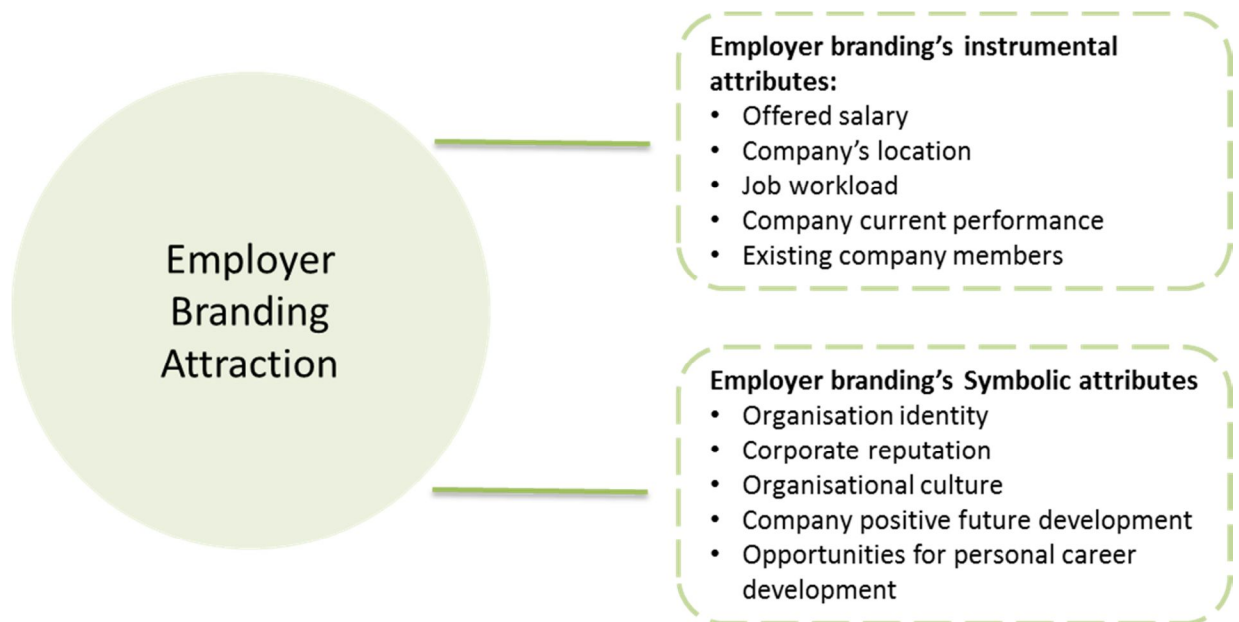 Employer
Branding
Attraction
Employer branding's instrumental
attributes:
• Offered salary
• Company's location
• Job workload
• Company current performance
• Existing company members
Employer branding's Symbolic attributes
• Organisation identity
• Corporate reputation
• Organisational culture
• Company positive future development
• Opportunities for personal career
development